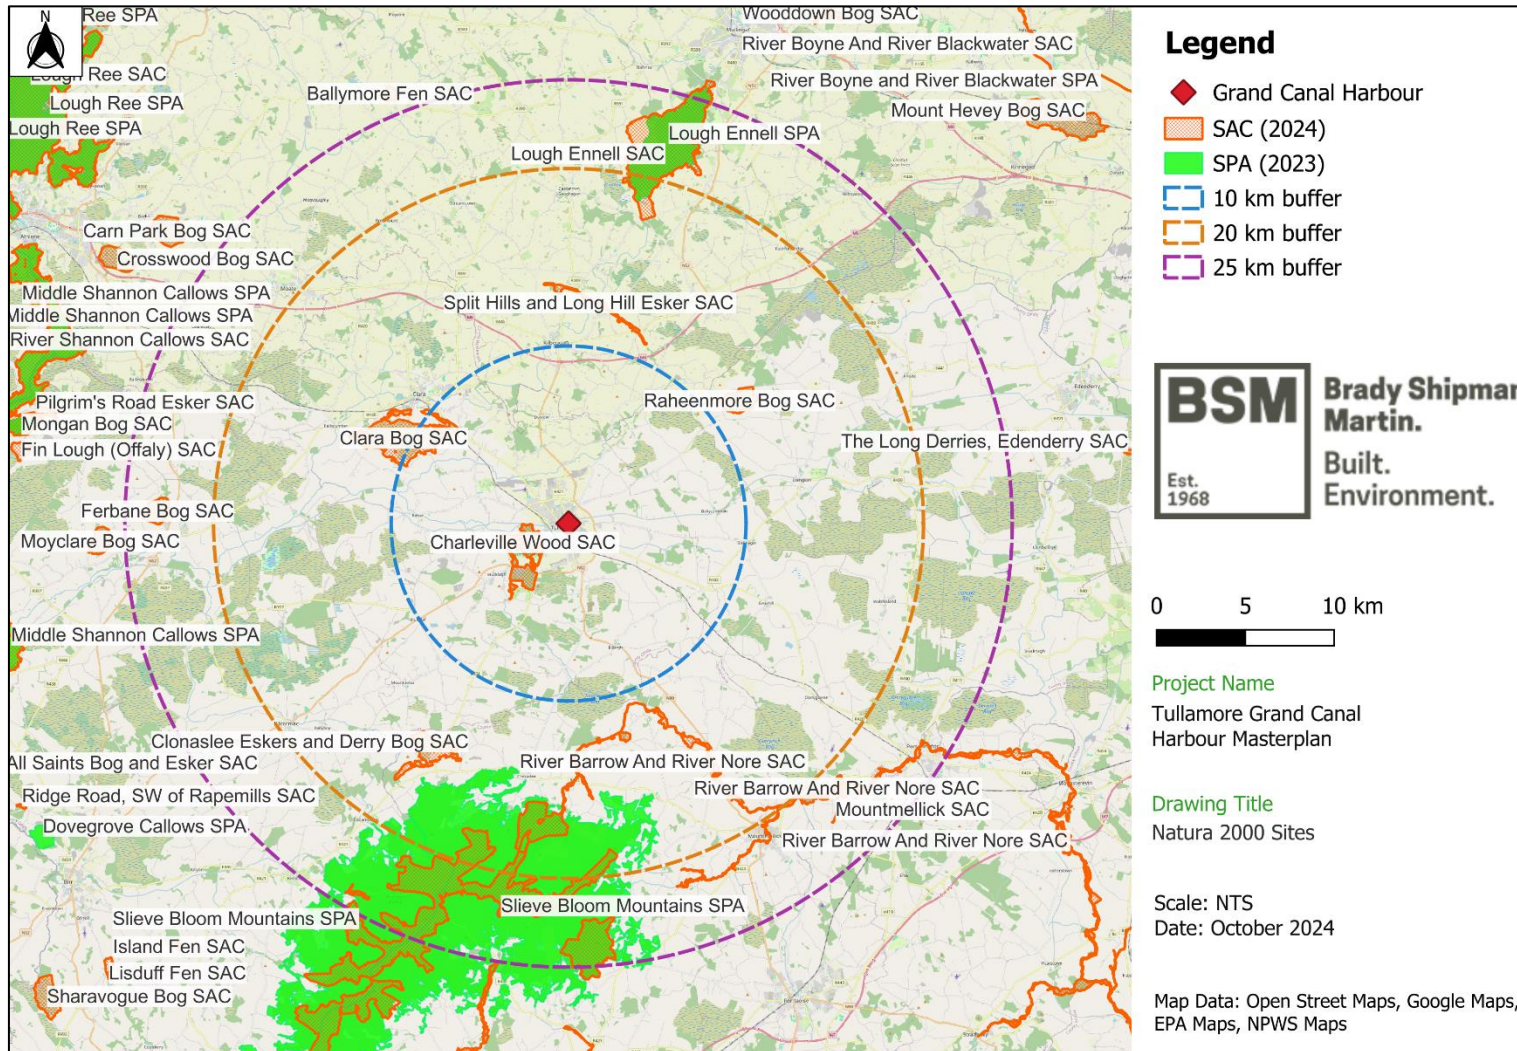 N
Ree SPA
Lough Ree SAC
Lough Ree SPA
Lough Ree SPA
Ballymore Fen SAC
Wooddown Bog SAC
River Boyne And River Blackwater SAC
River Boyne and River Blackwater SPA
Mount Hevey Bog SAC
Lough Ennell SPA
Lough Ennell SAC
Carn Park Bog SAC
Crosswood Bog SAC
Middle Shannon Callows SPA
Middle Shannon Callows SPA
River Shannon Callows SAC
Split Hills and Long Hill Esker SAC
Pilgrim's Road Esker SAC
Mongan Bog SAC
Fin Lough (Offaly) SAC
Raheenmore Bog SAC
Clara Bog SAC
The Long Derries, Edenderry SAC
Ferbane Bog SAC
Moyclare Bog SAC
Charleville Wood SAC
Middle Shannon Callows SPA
Clonaslee Eskers and Derry Bog SAC
All Saints Bog and Esker SAC
Ridge Road, SW of Rapemills SAC
Dovegrove Callows SPA
River Barrow And River Nore SAC
River Barrow And River Nore SAC
Mountmellick SAC
River Barrow And River Nore SAC
Slieve Bloom Mountains SPA
Slieve Bloom Mountains SPA
Island Fen SAC
Lisduff Fen SAC
Sharavogue Bog SAC
Legend
Grand Canal Harbour
SAC (2024)
SPA (2023)
10 km buffer
20 km buffer
25 km buffer
BSM
Est.
1968
Brady Shipman
Martin.
Built.
Environment.
0 5 10 km
Project Name
Tullamore Grand Canal
Harbour Masterplan
Drawing Title
Natura 2000 Sites
Scale: NTS
Date: October 2024
Map Data: Open Street Maps, Google Maps,
EPA Maps, NPWS Maps